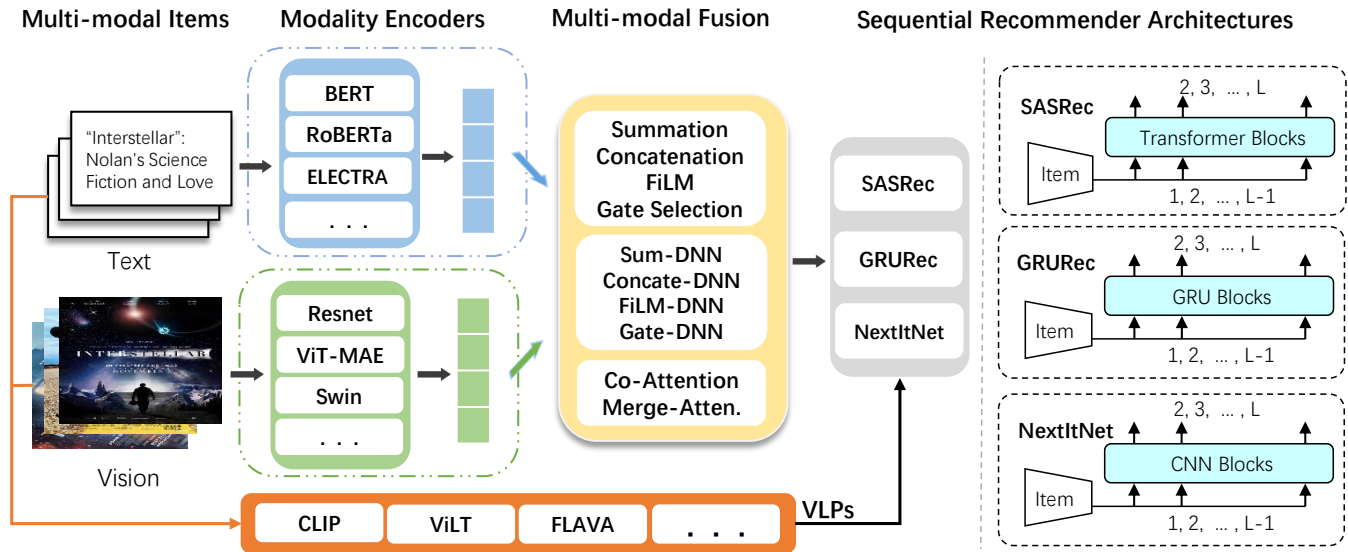 Multi-modal Items
Modality Encoders
Multi-modal Fusion
Sequential Recommender Architectures
"Interstellar":
Nolan's Science
Fiction and Love
Text
INTERSTELLAR
Vision
BERT
RoBERTa
ELECTRA
. . .
Resnet
ViT-MAE
Swin
. . .
Summation
Concatenation
FiLM
Gate Selection
Sum-DNN
Concate-DNN
FiLM-DNN
Gate-DNN
Co-Attention
Merge-Atten.
SASRec
GRURec
NextItNet
CLIP
ViLT
FLAVA
. . .
VLPs
SASRec
2, 3, ... , L
Transformer Blocks
Item
1, 2, ... , L-1
GRURec
2, 3, ... , L
GRU Blocks
Item
1, 2, ... , L-1
NextItNet
2, 3, ... , L
CNN Blocks
Item
1, 2, ... , L-1